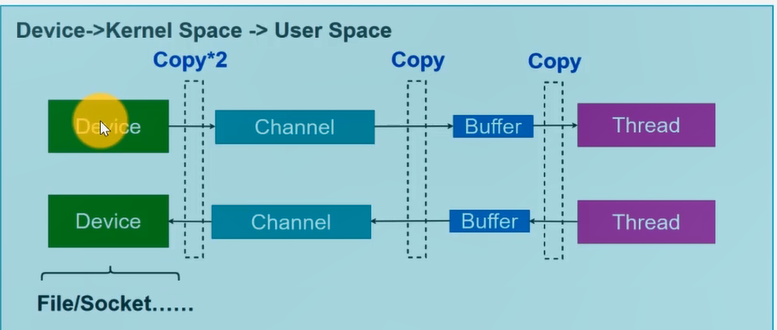 Device->Kernel Space -> User Space
Copy*2 Copy Copy
Device Channel Buffer Thread
Device Channel Buffer Thread
File/Socket......